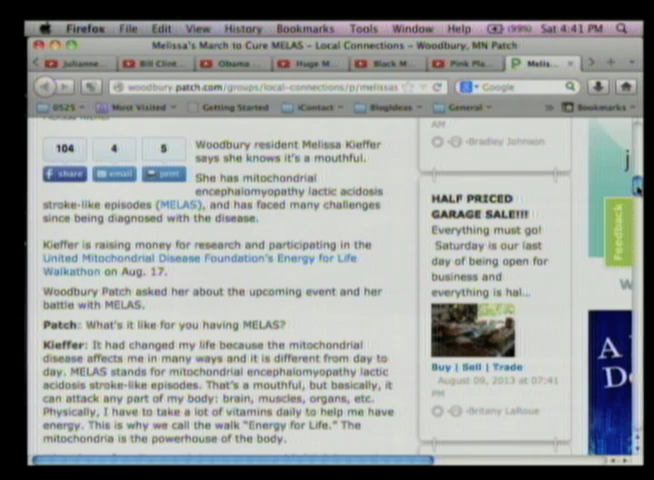 Firefox File Edit View History Bookmarks Tools Window Help (99%) Sat 4:41 PM
Melissa's March to Cure MELAS – Local Connections – Woodbury, MN Patch
Julianne... Bill Clint... Obama ... Huge M... Black M... Pink Pla... Melis...
woodbury.patch.com/groups/local-connections/p/melissas Google
0525 Most Visited Getting Started iContact BlogIdeas General Bookmarks
104 4 5
share email print
Woodbury resident Melissa Kieffer
says she knows it's a mouthful.
She has mitochondrial
encephalomyopathy lactic acidosis
stroke-like episodes (MELAS), and has faced many challenges
since being diagnosed with the disease.
Kieffer is raising money for research and participating in the
United Mitochondrial Disease Foundation's Energy for Life
Walkathon on Aug. 17.
Woodbury Patch asked her about the upcoming event and her
battle with MELAS.
Patch: What's it like for you having MELAS?
Kieffer: It had changed my life because the mitochondrial
disease affects me in many ways and it is different from day to
day. MELAS stands for mitochondrial encephalopathy lactic
acidosis stroke-like episodes. That's a mouthful, but basically, it
can attack any part of my body: brain, muscles, organs, etc.
Physically, I have to take a lot of vitamins daily to help me have
energy. This is why we call the walk "Energy for Life." The
mitochondria is the powerhouse of the body.
AM
-Bradley Johnson
HALF PRICED
GARAGE SALE!!!
Everything must go!
Saturday is our last
day of being open for
business and
everything is hal...
Buy | Sell | Trade
August 09, 2013 at 07:41
PM
-Britany LaRoue
j
Feedback
W
A
D